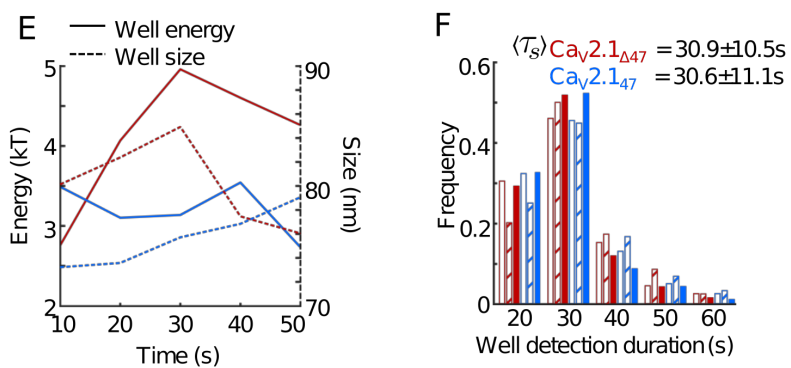 E
Well energy
Well size
5
4
3
2
Energy (kT)
90
80
70
Size (nm)
10 20 30 40 50
Time (s)
F
⟨τs⟩ CaV2.1Δ47 = 30.9±10.5s
CaV2.147 = 30.6±11.1s
0.6
0.4
0.2
0
Frequency
20 30 40 50 60
Well detection duration (s)